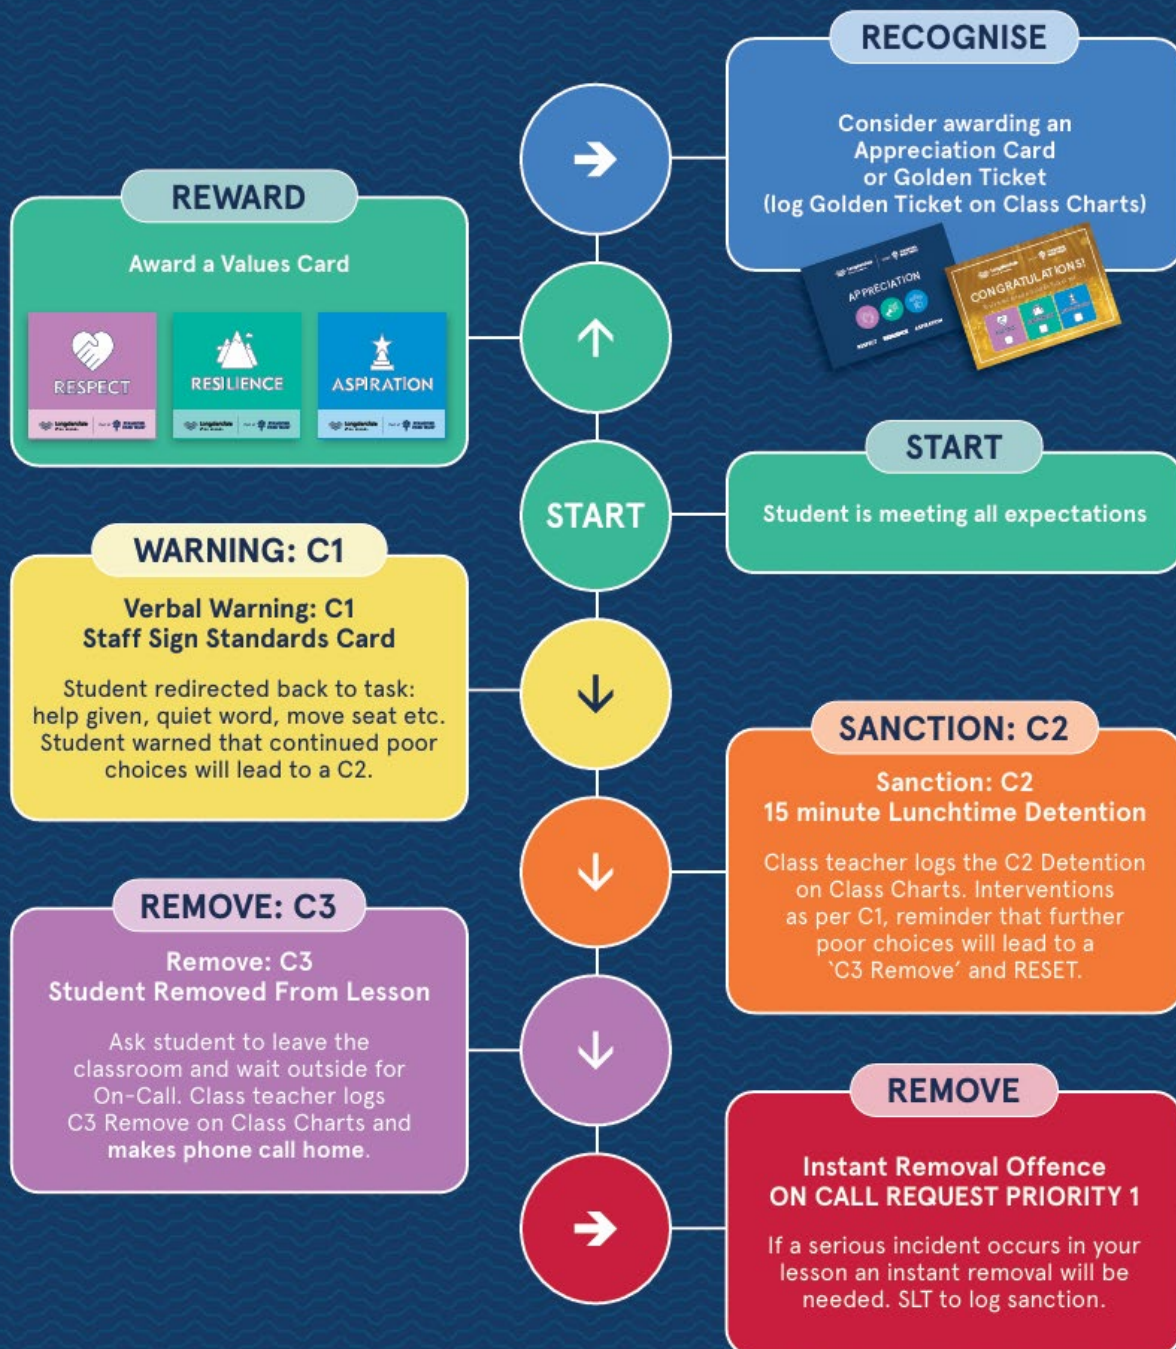 RECOGNISE
Consider awarding an
Appreciation Card
or Golden Ticket
(log Golden Ticket on Class Charts)
APPRECIATION
RESPECT RESILIENCE ASPIRATION
CONGRATULATIONS!
REWARD
Award a Values Card
RESPECT
RESILIENCE
ASPIRATION
Longdendale
Longdendale
Longdendale
START
START
Student is meeting all expectations
WARNING: C1
Verbal Warning: C1
Staff Sign Standards Card
Student redirected back to task:
help given, quiet word, move seat etc.
Student warned that continued poor
choices will lead to a C2.
SANCTION: C2
Sanction: C2
15 minute Lunchtime Detention
Class teacher logs the C2 Detention
on Class Charts. Interventions
as per C1, reminder that further
poor choices will lead to a
‘C3 Remove’ and RESET.
REMOVE: C3
Remove: C3
Student Removed From Lesson
Ask student to leave the
classroom and wait outside for
On-Call. Class teacher logs
C3 Remove on Class Charts and
makes phone call home.
REMOVE
Instant Removal Offence
ON CALL REQUEST PRIORITY 1
If a serious incident occurs in your
lesson an instant removal will be
needed. SLT to log sanction.